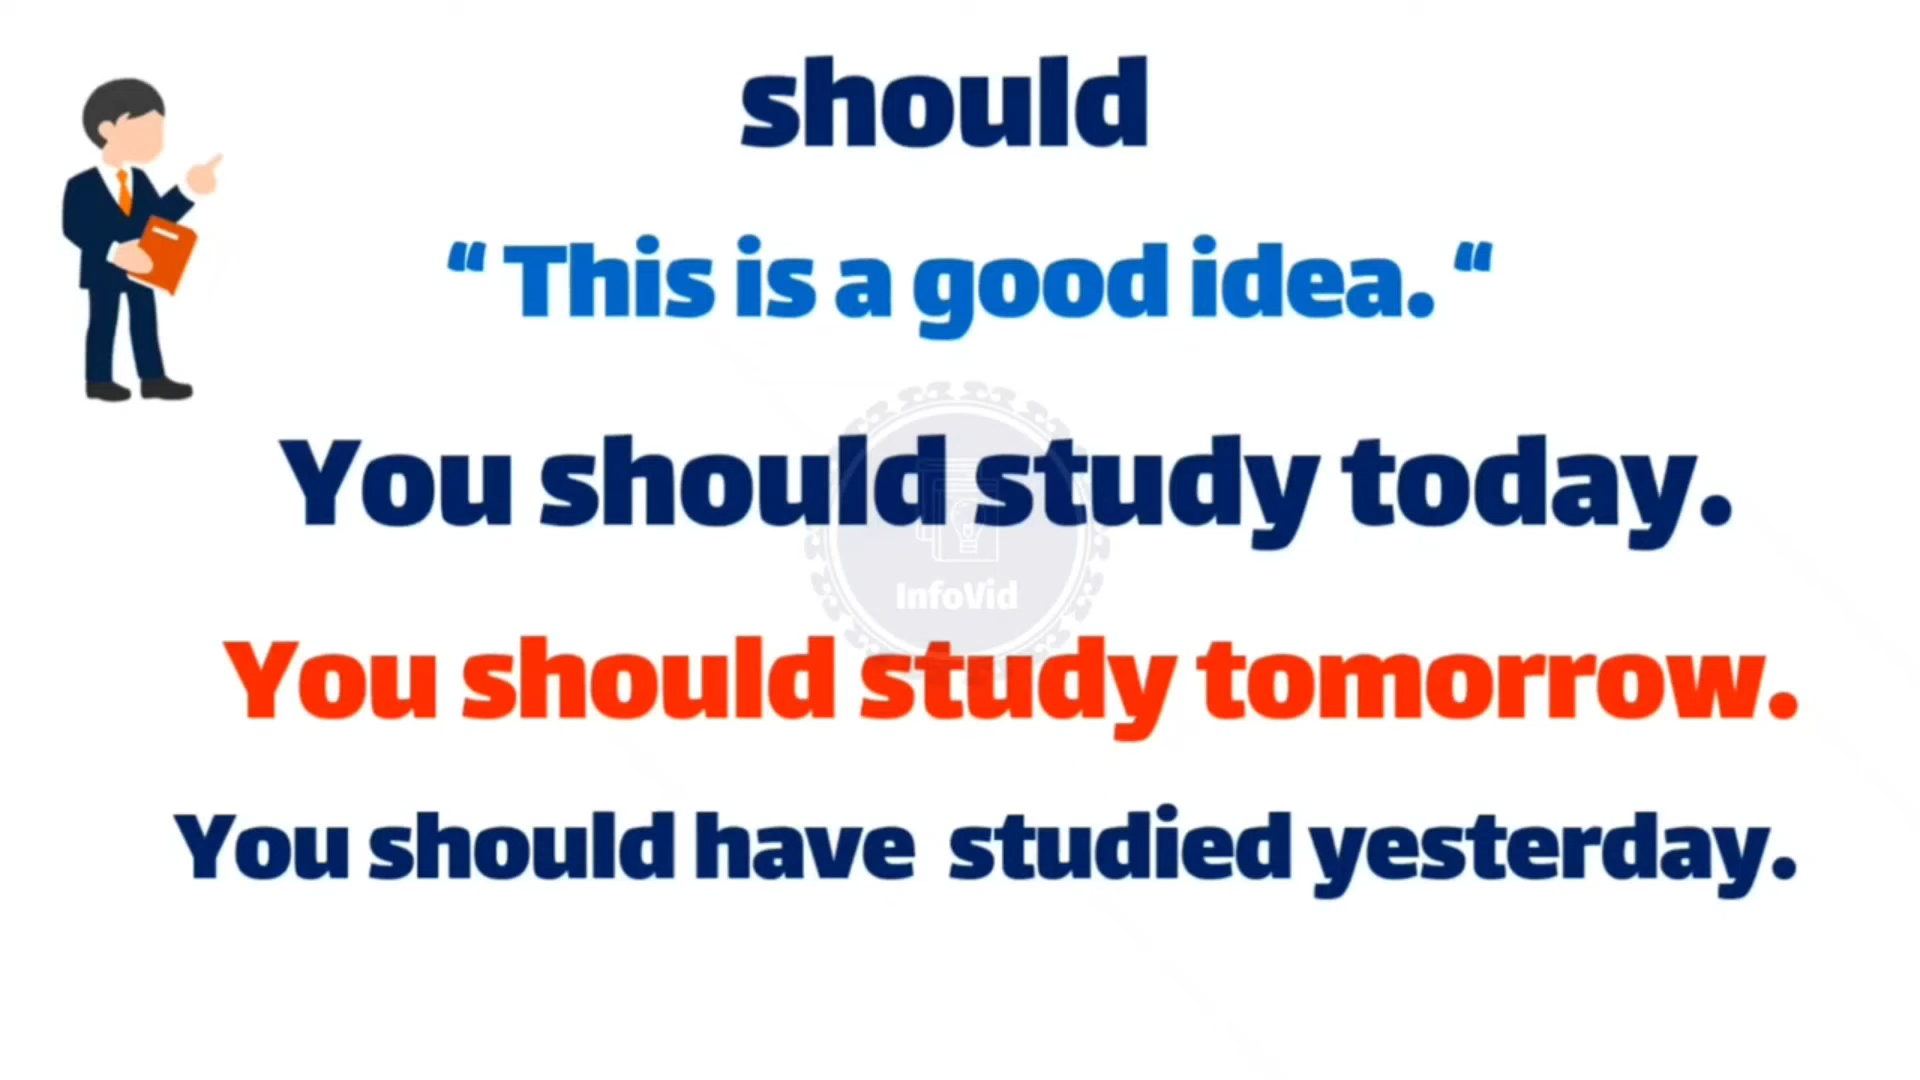 should
“ This is a good idea. “
You should study today.
InfoVid
You should study tomorrow.
You should have studied yesterday.